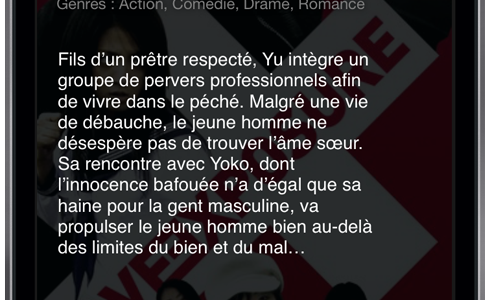 Genres : Action, Comédie, Drame, Romance
Fils d'un prêtre respecté, Yu intègre un
groupe de pervers professionnels afin
de vivre dans le péché. Malgré une vie
de débauche, le jeune homme ne
désespère pas de trouver l'âme sœur.
Sa rencontre avec Yoko, dont
l'innocence bafouée n'a d'égal que sa
haine pour la gent masculine, va
propulser le jeune homme bien au-delà
des limites du bien et du mal...
VE EXPOSURE